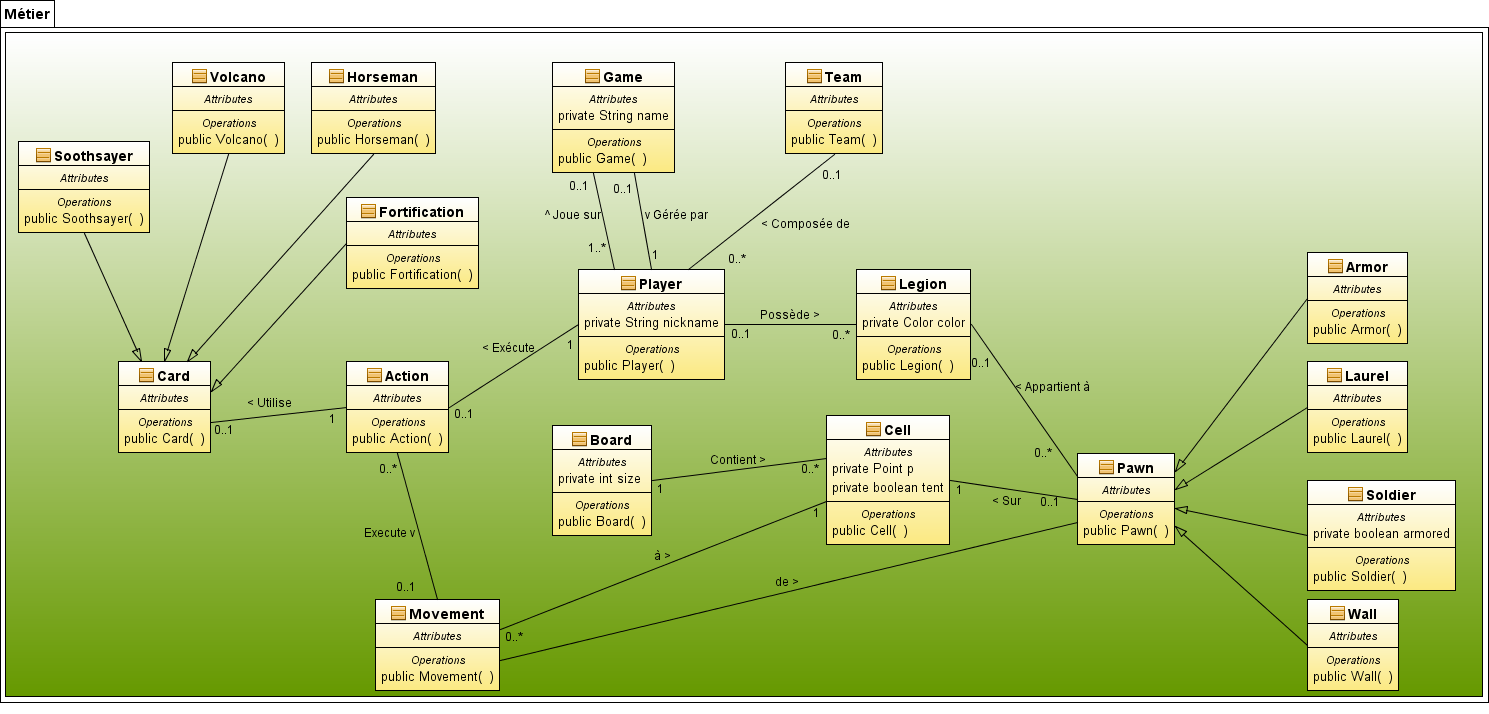 Métier
Volcano
Attributes
Operations
public Volcano( )
Horseman
Attributes
Operations
public Horseman( )
Game
Attributes
private String name
Operations
public Game( )
Team
Attributes
Operations
public Team( )
Soothsayer
Attributes
Operations
public Soothsayer( )
Fortification
Attributes
Operations
public Fortification( )
0..1
0..1
^ Joue sur
v Gérée par
1..*
1
0..1
< Composée de
0..*
Player
Attributes
private String nickname
Operations
public Player( )
Possède >
0..1
0..*
Legion
Attributes
private Color color
Operations
public Legion( )
Armor
Attributes
Operations
public Armor( )
Laurel
Attributes
Operations
public Laurel( )
< Exécute
1
0..1
Card
Attributes
Operations
public Card( )
< Utilise
0..1
1
Action
Attributes
Operations
public Action( )
0..1
< Appartient à
0..*
Board
Attributes
private int size
Operations
public Board( )
Contient >
1
0..*
Cell
Attributes
private Point p
private boolean tent
Operations
public Cell( )
1
< Sur
0..1
Pawn
Attributes
Operations
public Pawn( )
Soldier
Attributes
private boolean armored
Operations
public Soldier( )
0..*
Execute v
0..1
1
à >
0..*
de >
Movement
Attributes
Operations
public Movement( )
Wall
Attributes
Operations
public Wall( )